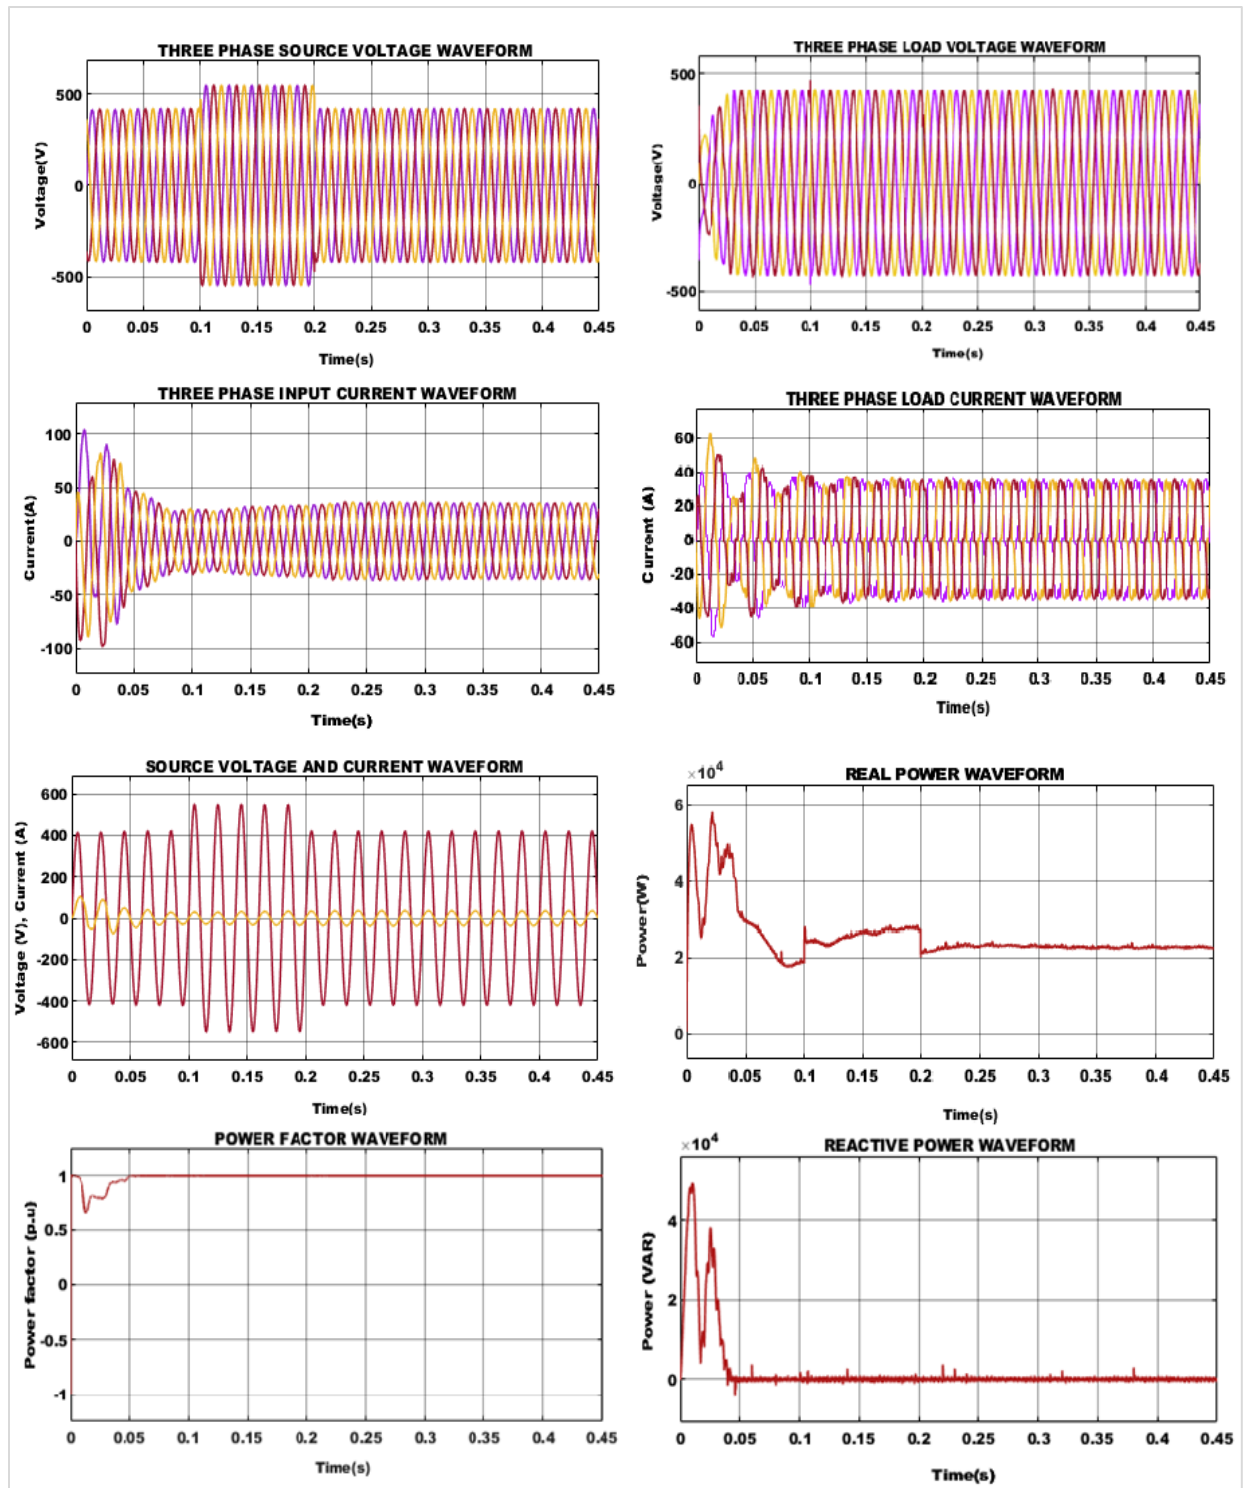 THREE PHASE SOURCE VOLTAGE WAVEFORM
Voltage(V)
500
0
-500
0 0.05 0.1 0.15 0.2 0.25 0.3 0.35 0.4 0.45
Time(s)
THREE PHASE LOAD VOLTAGE WAVEFORM
Voltage(V)
500
0
-500
0 0.05 0.1 0.15 0.2 0.25 0.3 0.35 0.4 0.45
Time(s)
THREE PHASE INPUT CURRENT WAVEFORM
Current(A)
100
50
0
-50
-100
0 0.05 0.1 0.15 0.2 0.25 0.3 0.35 0.4 0.45
Time(s)
THREE PHASE LOAD CURRENT WAVEFORM
Current (A)
60
40
20
0
-20
-40
-60
0 0.05 0.1 0.15 0.2 0.25 0.3 0.35 0.4 0.45
Time(s)
SOURCE VOLTAGE AND CURRENT WAVEFORM
Voltage (V), Current (A)
600
400
200
0
-200
-400
-600
0 0.05 0.1 0.15 0.2 0.25 0.3 0.35 0.4 0.45
Time(s)
×10⁴
REAL POWER WAVEFORM
Power(W)
6
4
2
0
0 0.05 0.1 0.15 0.2 0.25 0.3 0.35 0.4 0.45
Time(s)
POWER FACTOR WAVEFORM
Power factor (p.u)
1
0.5
0
-0.5
-1
0 0.05 0.1 0.15 0.2 0.25 0.3 0.35 0.4 0.45
Time(s)
×10⁴
REACTIVE POWER WAVEFORM
Power (VAR)
4
2
0
0 0.05 0.1 0.15 0.2 0.25 0.3 0.35 0.4 0.45
Time(s)